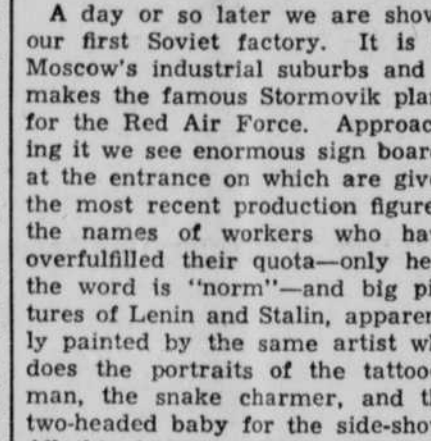 A day or so later we are show
our first Soviet factory. It is
Moscow's industrial suburbs and
makes the famous Stormovik pla
for the Red Air Force. Approac
ing it we see enormous sign boar
at the entrance on which are giv
the most recent production figure
the names of workers who ha
overfulfilled their quota—only he
the word is "norm"—and big pi
tures of Lenin and Stalin, apparen
ly painted by the same artist w
does the portraits of the tattoo
man, the snake charmer, and t
two-headed baby for the side-show